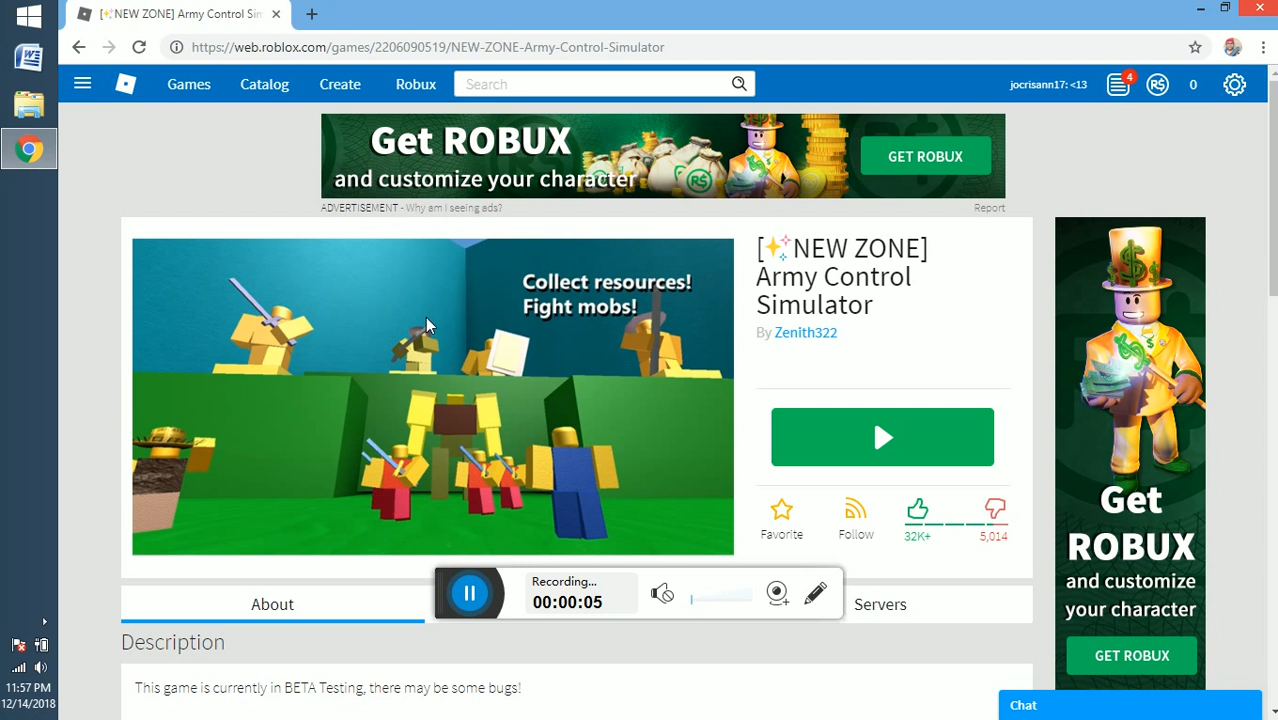 [✨NEW ZONE] Army Control Sim
https://web.roblox.com/games/2206090519/NEW-ZONE-Army-Control-Simulator
Games
Catalog
Create
Robux
Search
jocrisann17: <13
4
0
Get ROBUX
and customize your character
GET ROBUX
ADVERTISEMENT - Why am I seeing ads?
Report
Collect resources!
Fight mobs!
[✨NEW ZONE]
Army Control
Simulator
By Zenith322
Favorite
Follow
32K+
5,014
Get
ROBUX
and customize
your character
GET ROBUX
Recording...
00:00:05
About
Servers
Description
This game is currently in BETA Testing, there may be some bugs!
Chat
11:57 PM
12/14/2018